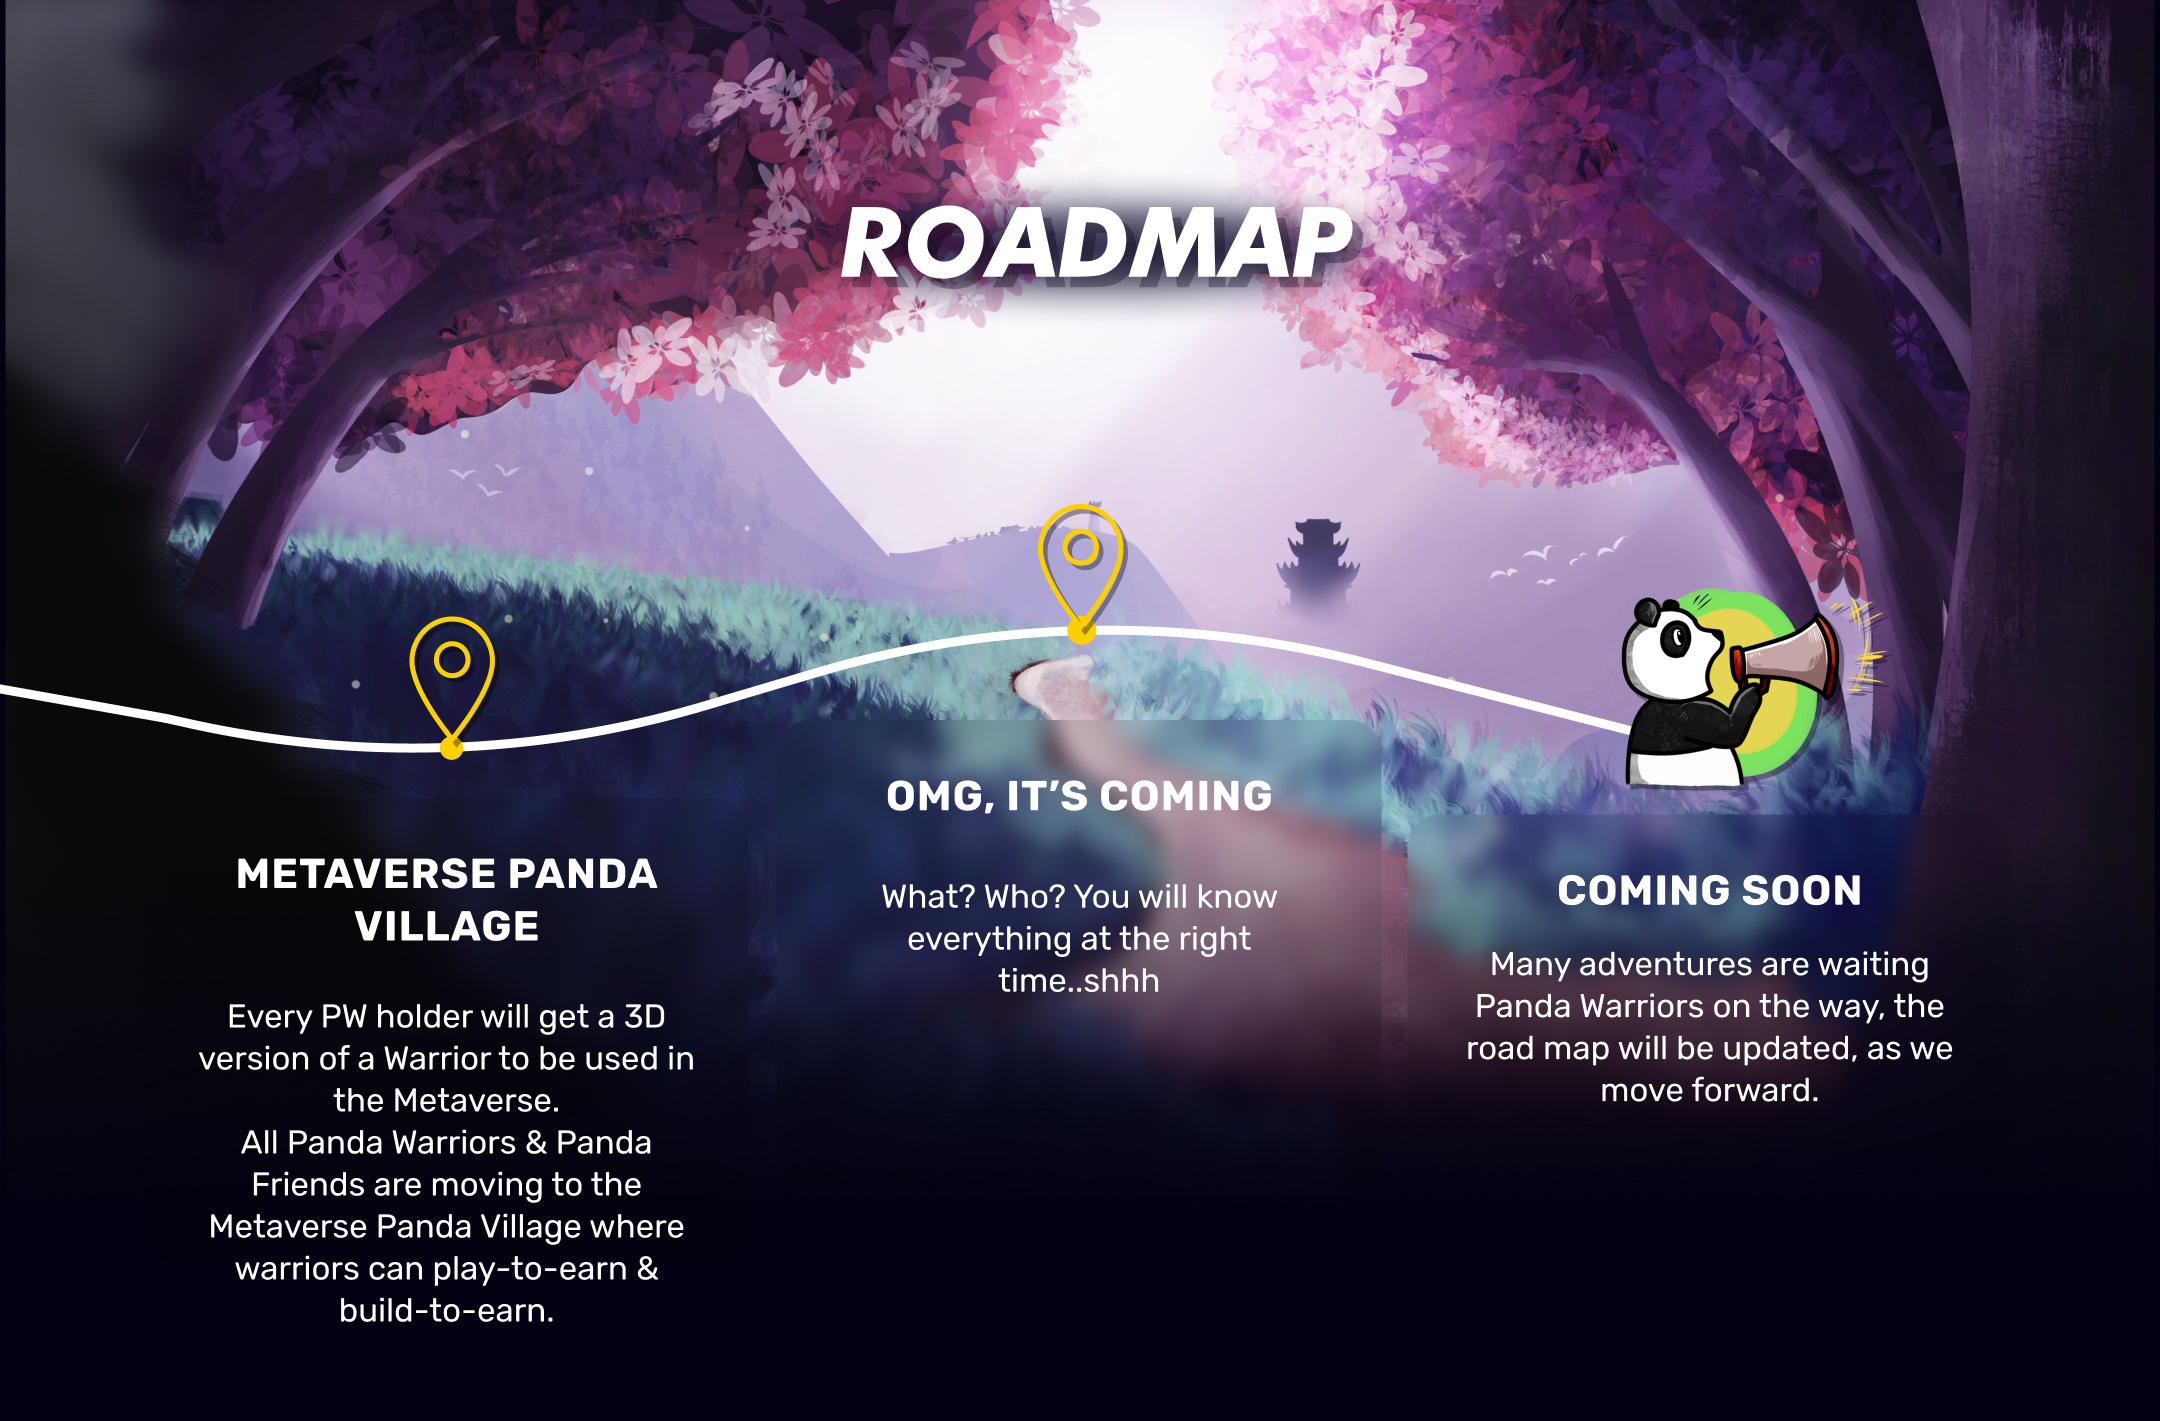 ROADMAP
METAVERSE PANDA
VILLAGE
Every PW holder will get a 3D
version of a Warrior to be used in
the Metaverse.
All Panda Warriors & Panda
Friends are moving to the
Metaverse Panda Village where
warriors can play-to-earn &
build-to-earn.
OMG, IT’S COMING
What? Who? You will know
everything at the right
time..shhh
COMING SOON
Many adventures are waiting
Panda Warriors on the way, the
road map will be updated, as we
move forward.